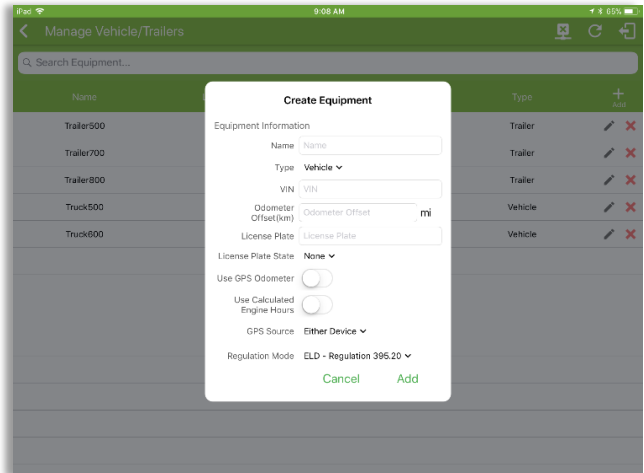 iPad 9:08 AM 65%
Manage Vehicle/Trailers
Search Equipment...
Name Type Add
Create Equipment
Equipment Information
Name Name
Type Vehicle
VIN VIN
Odometer
Offset(km) Odometer Offset mi
License Plate License Plate
License Plate State None
Use GPS Odometer
Use Calculated
Engine Hours
GPS Source Either Device
Regulation Mode ELD - Regulation 395.20
Cancel Add
Trailer500 Trailer
Trailer700 Trailer
Trailer800 Trailer
Truck500 Vehicle
Truck600 Vehicle